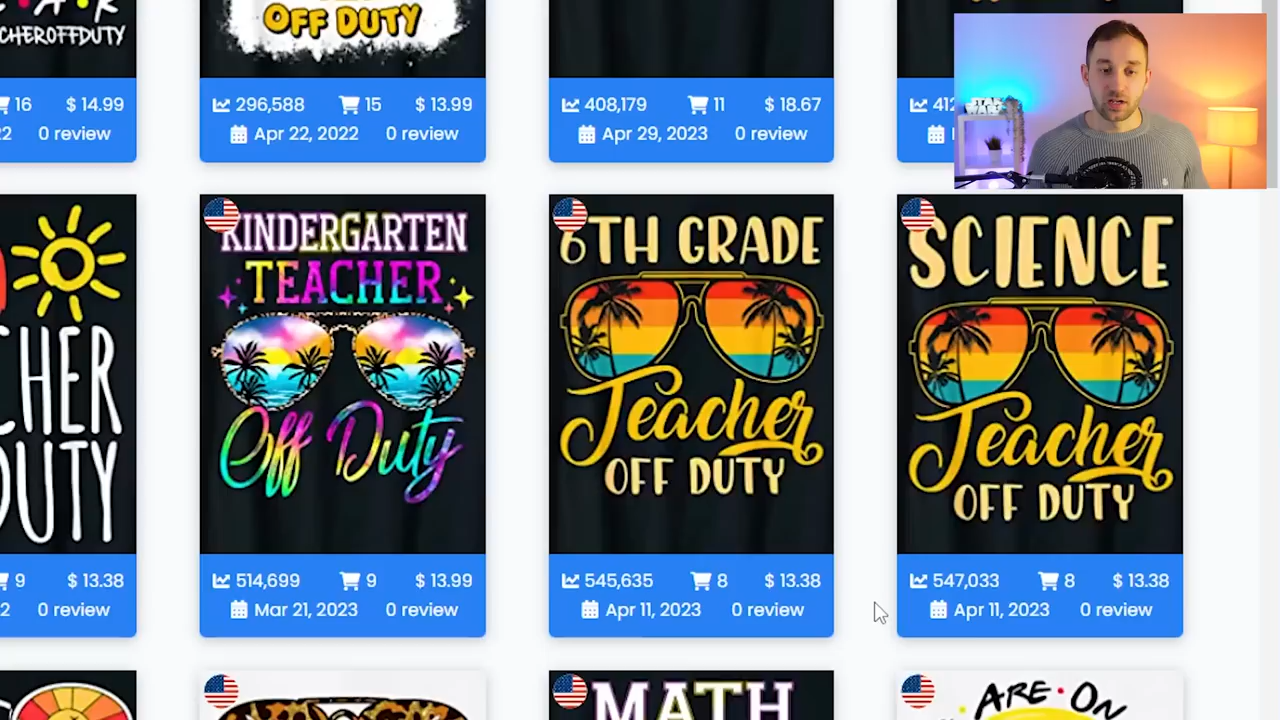 CHEROFFDUTY
OFF DUTY
16 $ 14.99
0 review
296,588 15 $ 13.99
Apr 22, 2022 0 review
408,179 11 $ 18.67
Apr 29, 2023 0 review
CHER
DUTY
KINDERGARTEN
TEACHER
Off Duty
6TH GRADE
Teacher
OFF DUTY
SCIENCE
Teacher
OFF DUTY
9 $ 13.38
2 0 review
514,699 9 $ 13.99
Mar 21, 2023 0 review
545,635 8 $ 13.38
Apr 11, 2023 0 review
547,033 8 $ 13.38
Apr 11, 2023 0 review
MATH
ARE·ON